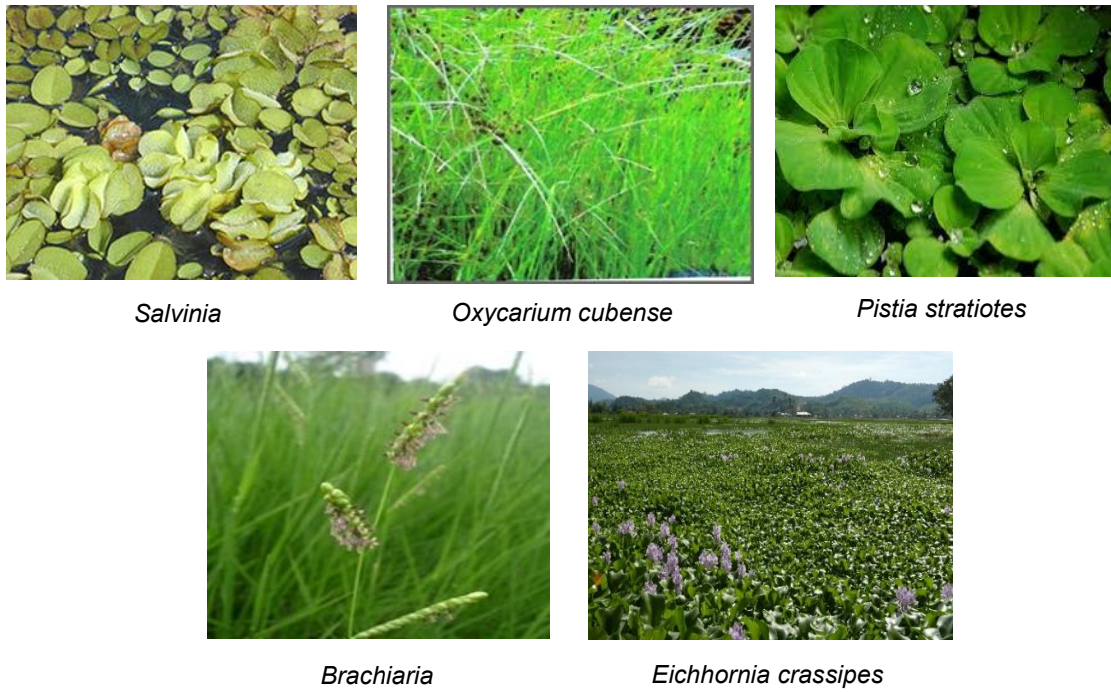 Salvinia
Oxycarium cubense
Pistia stratiotes
Brachiaria
Eichhornia crassipes